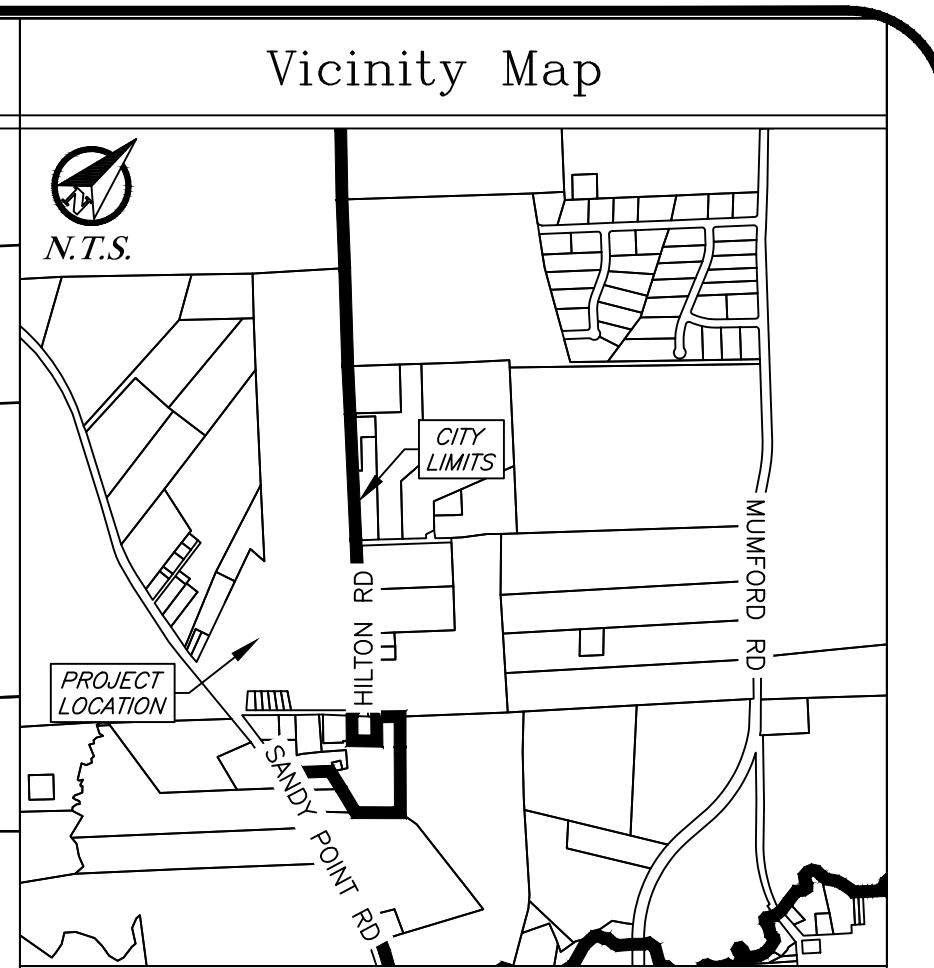 Vicinity Map
N
N.T.S.
CITY
LIMITS
MUMFORD RD
HILTON RD
PROJECT
LOCATION
SANDY POINT RD